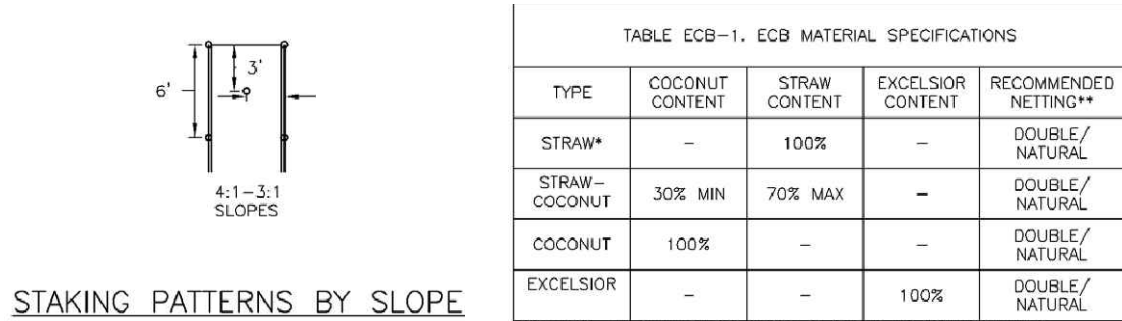 3'
6'
4:1-3:1
SLOPES
STAKING PATTERNS BY SLOPE
TABLE ECB-1. ECB MATERIAL SPECIFICATIONS
TYPE
COCONUT
CONTENT
STRAW
CONTENT
EXCELSIOR
CONTENT
RECOMMENDED
NETTING**
STRAW*
-
100%
-
DOUBLE/
NATURAL
STRAW-
COCONUT
30% MIN
70% MAX
-
DOUBLE/
NATURAL
COCONUT
100%
-
-
DOUBLE/
NATURAL
EXCELSIOR
-
-
100%
DOUBLE/
NATURAL